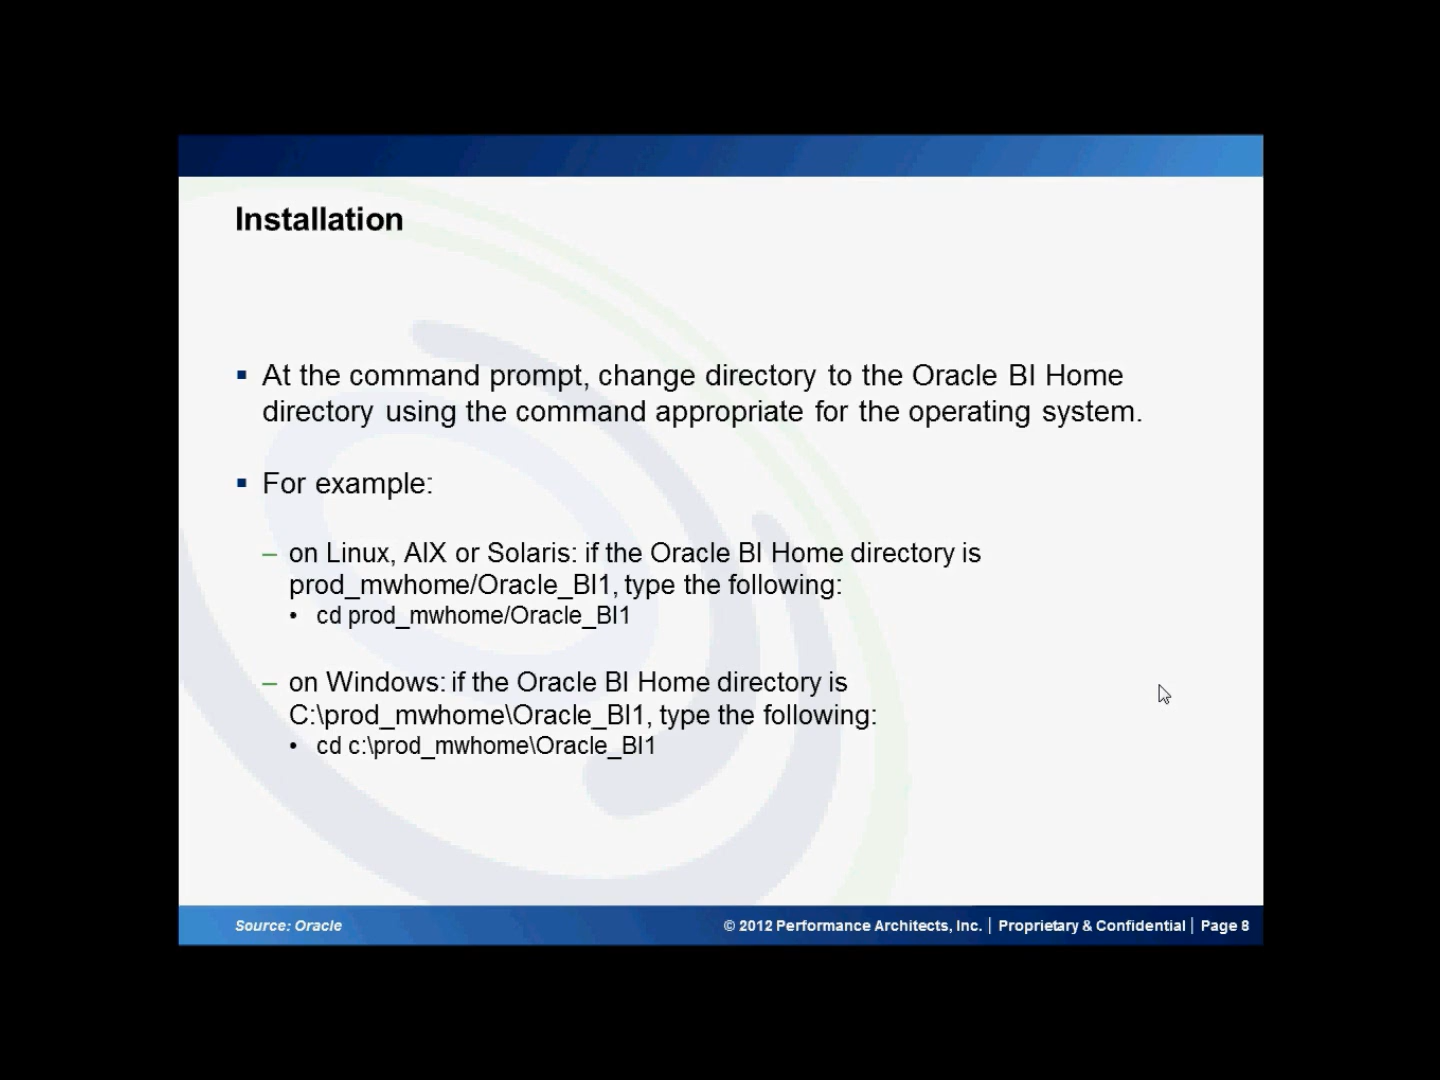 Installation
▪ At the command prompt, change directory to the Oracle BI Home
directory using the command appropriate for the operating system.
▪ For example:
– on Linux, AIX or Solaris: if the Oracle BI Home directory is
prod_mwhome/Oracle_BI1, type the following:
• cd prod_mwhome/Oracle_BI1
– on Windows: if the Oracle BI Home directory is
C:\prod_mwhome\Oracle_BI1, type the following:
• cd c:\prod_mwhome\Oracle_BI1
Source: Oracle
© 2012 Performance Architects, Inc. | Proprietary & Confidential | Page 8